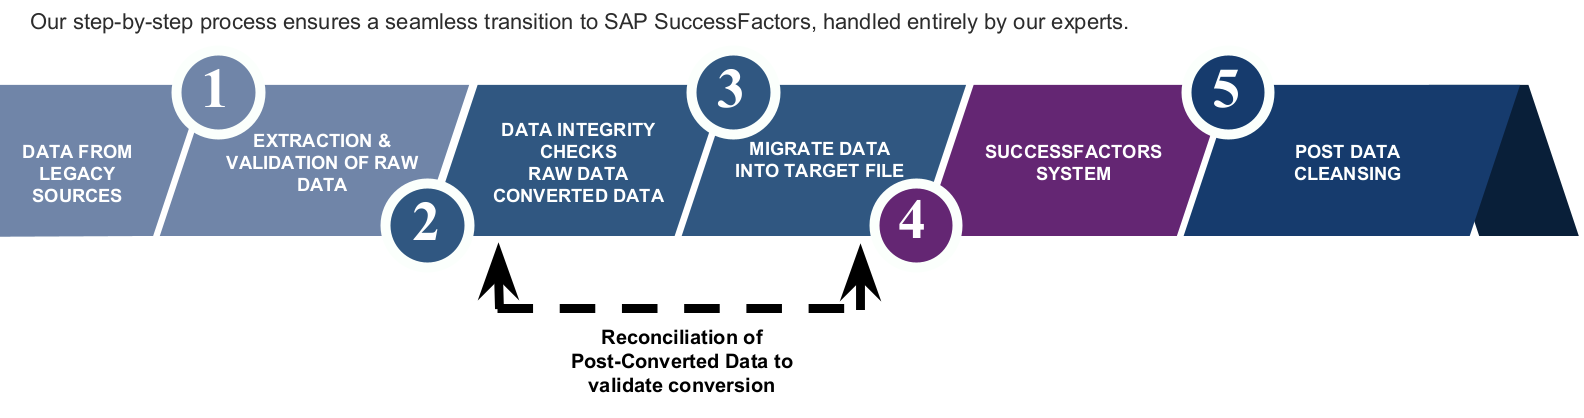 Our step-by-step process ensures a seamless transition to SAP SuccessFactors, handled entirely by our experts.
DATA FROM
LEGACY
SOURCES
1
EXTRACTION &
VALIDATION OF RAW
DATA
2
DATA INTEGRITY
CHECKS
RAW DATA
CONVERTED DATA
3
MIGRATE DATA
INTO TARGET FILE
4
SUCCESSFACTORS
SYSTEM
5
POST DATA
CLEANSING
Reconciliation of
Post-Converted Data to
validate conversion